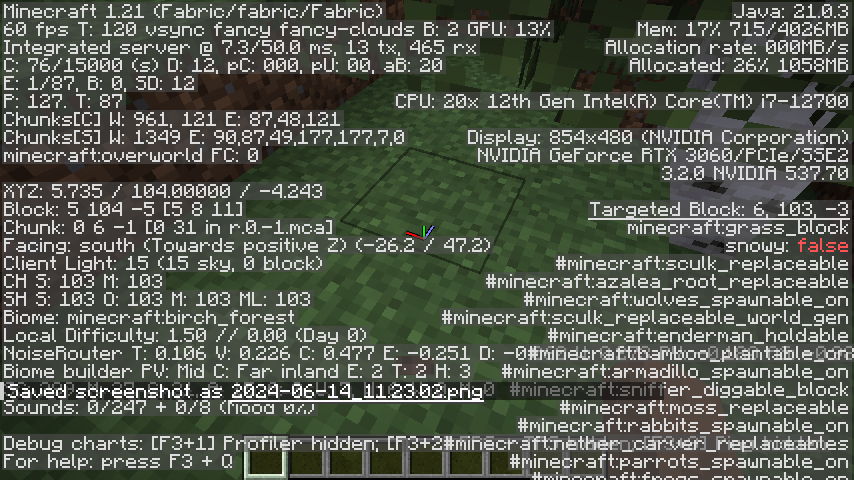 Minecraft 1.21 (Fabric/fabric/Fabric)
60 fps T: 120 vsync fancy fancy-clouds B: 2 GPU: 13%
Integrated server @ 7.3/50.0 ms, 13 tx, 465 rx
C: 76/15000 (s) D: 12, pC: 000, pU: 00, aB: 20
E: 1/87, B: 0, SD: 12
P: 127. T: 87
Chunks[C] W: 961, 121 E: 87,48,121
Chunks[S] W: 1349 E: 90,87,49,177,177,7,0
minecraft:overworld FC: 0
XYZ: 5.735 / 104.00000 / -4.243
Block: 5 104 -5 [5 8 11]
Chunk: 0 6 -1 [0 31 in r.0.-1.mca]
Facing: south (Towards positive Z) (-26.2 / 47.2)
Client Light: 15 (15 sky, 0 block)
CH S: 103 M: 103
SH S: 103 O: 103 M: 103 ML: 103
Biome: minecraft:birch_forest
Local Difficulty: 1.50 // 0.00 (Day 0)
NoiseRouter T: 0.106 V: 0.226 C: 0.477 E: -0.251 D: -0
Biome builder PV: Mid C: Far inland E: 2 T: 2 H: 3
Saved screenshot as 2024-06-14_11.23.02.png
Sounds: 0/247 + 0/8 (Mood 0%)
Debug charts: [F3+1] Profiler hidden; [F3+2
For help: press F3 + Q
Java: 21.0.3
Mem: 17% 715/4026MB
Allocation rate: 000MB/s
Allocated: 26% 1058MB
CPU: 20x 12th Gen Intel(R) Core(TM) i7-12700
Display: 854x480 (NVIDIA Corporation)
NVIDIA GeForce RTX 3060/PCIe/SSE2
3.2.0 NVIDIA 537.70
Targeted Block: 6, 103, -3
minecraft:grass_block
snowy: false
#minecraft:sculk_replaceable
#minecraft:azalea_root_replaceable
#minecraft:wolves_spawnable_on
#minecraft:sculk_replaceable_world_gen
#minecraft:enderman_holdable
#minecraft:bamboo_plantable_on
#minecraft:armadillo_spawnable_on
#minecraft:sniffer_diggable_block
#minecraft:moss_replaceable
#minecraft:rabbits_spawnable_on
#minecraft:nether_carver_replaceables
#minecraft:parrots_spawnable_on
#minecraft:frogs_spawnable_on